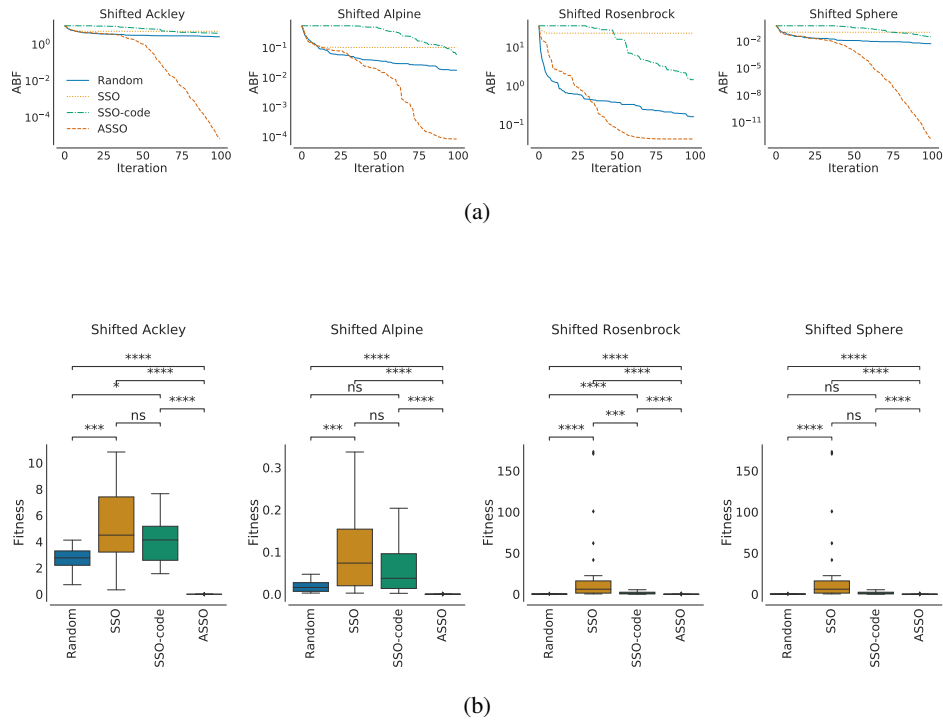 Shifted Ackley Shifted Alpine Shifted Rosenbrock Shifted Sphere
ABF ABF ABF ABF
10^0 10^−2 10^−4
Random
SSO
SSO-code
ASSO
10^−1 10^−2 10^−3 10^−4
10^1 10^0 10^−1
10^−2 10^−5 10^−8 10^−11
0 25 50 75 100 0 25 50 75 100 0 25 50 75 100 0 25 50 75 100
Iteration Iteration Iteration Iteration
(a)
Shifted Ackley Shifted Alpine Shifted Rosenbrock Shifted Sphere
**** **** **** ****
**** **** **** ****
* ns **** ns
**** **** **** ****
ns ns *** ns
*** *** **** ****
Fitness Fitness Fitness Fitness
10 8 6 4 2 0
0.3 0.2 0.1 0.0
150 100 50 0
150 100 50 0
Random SSO SSO-code ASSO Random SSO SSO-code ASSO Random SSO SSO-code ASSO Random SSO SSO-code ASSO
(b)